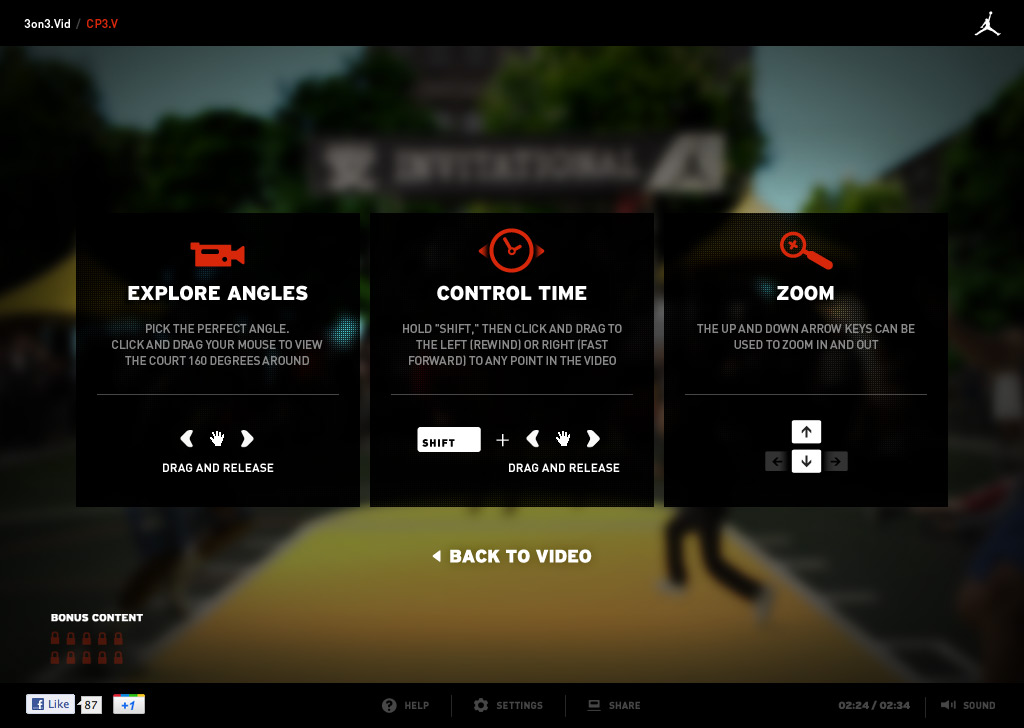 3on3.Vid / CP3.V
INVITATIONAL
EXPLORE ANGLES
PICK THE PERFECT ANGLE.
CLICK AND DRAG YOUR MOUSE TO VIEW
THE COURT 160 DEGREES AROUND
DRAG AND RELEASE
CONTROL TIME
HOLD "SHIFT," THEN CLICK AND DRAG TO
THE LEFT (REWIND) OR RIGHT (FAST
FORWARD) TO ANY POINT IN THE VIDEO
SHIFT +
DRAG AND RELEASE
ZOOM
THE UP AND DOWN ARROW KEYS CAN BE
USED TO ZOOM IN AND OUT
BACK TO VIDEO
BONUS CONTENT
f Like 87 +1
? HELP SETTINGS SHARE 02:24 / 02:34 SOUND